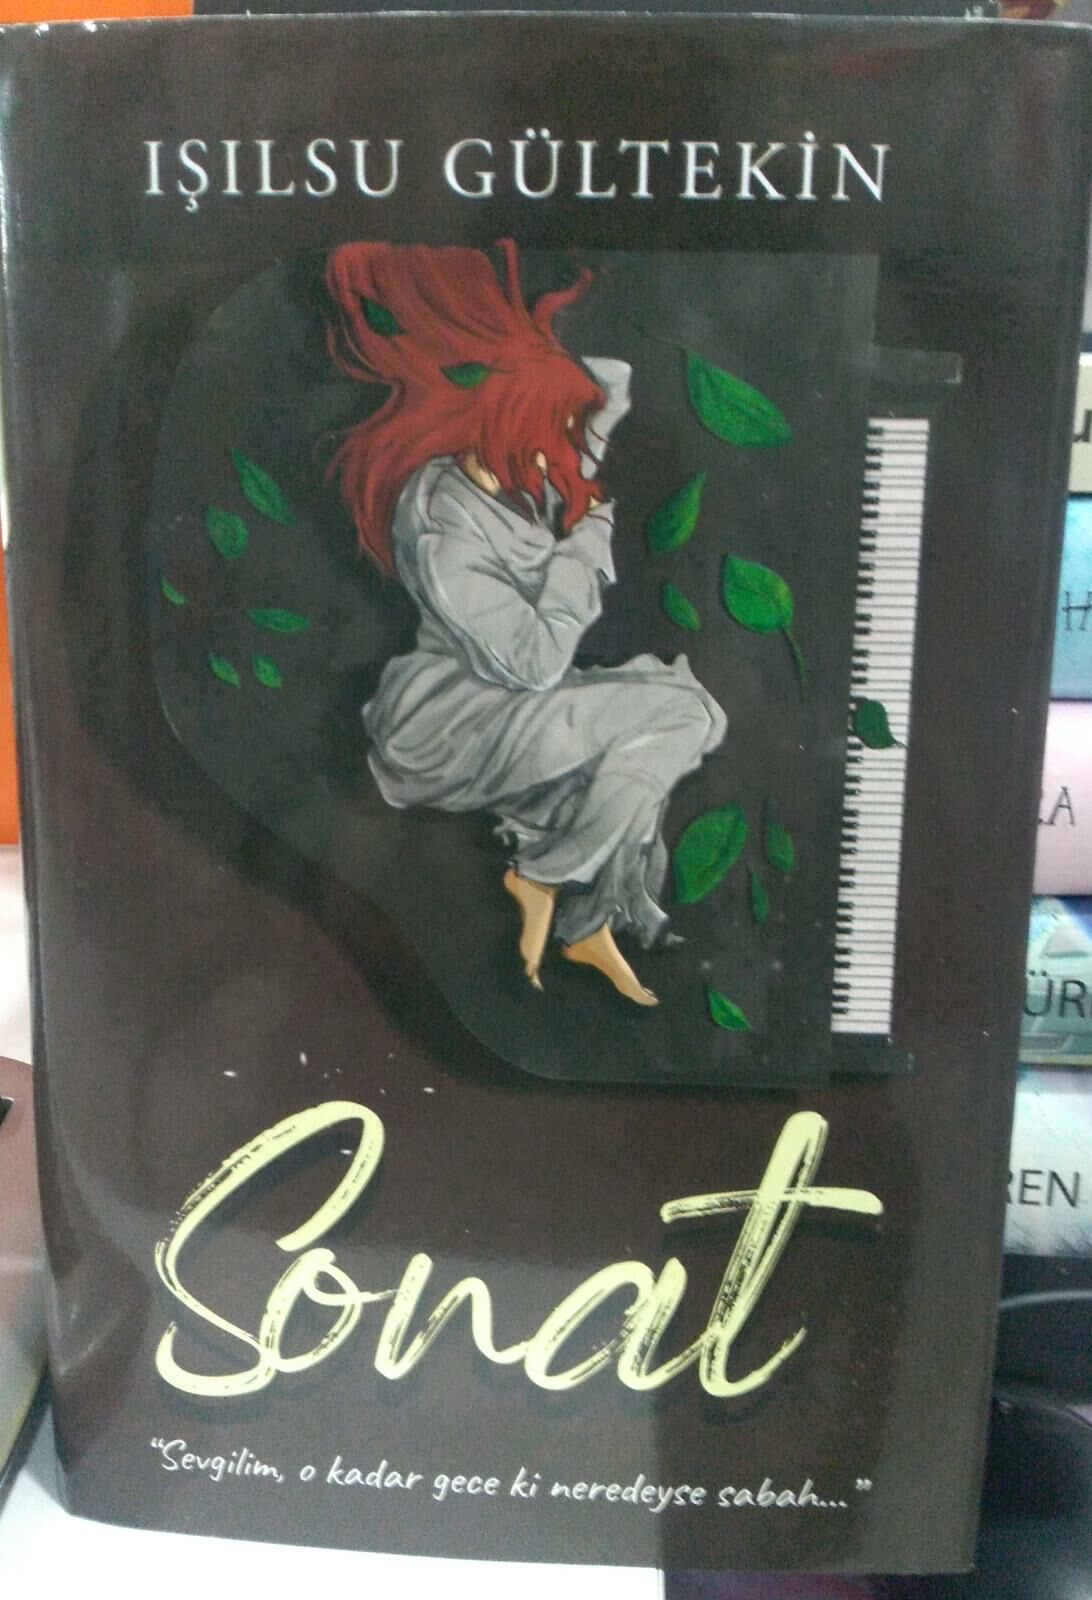 IŞILSU GÜLTEKİN
Sonat
“Sevgilim, o kadar gece ki neredeyse sabah...”